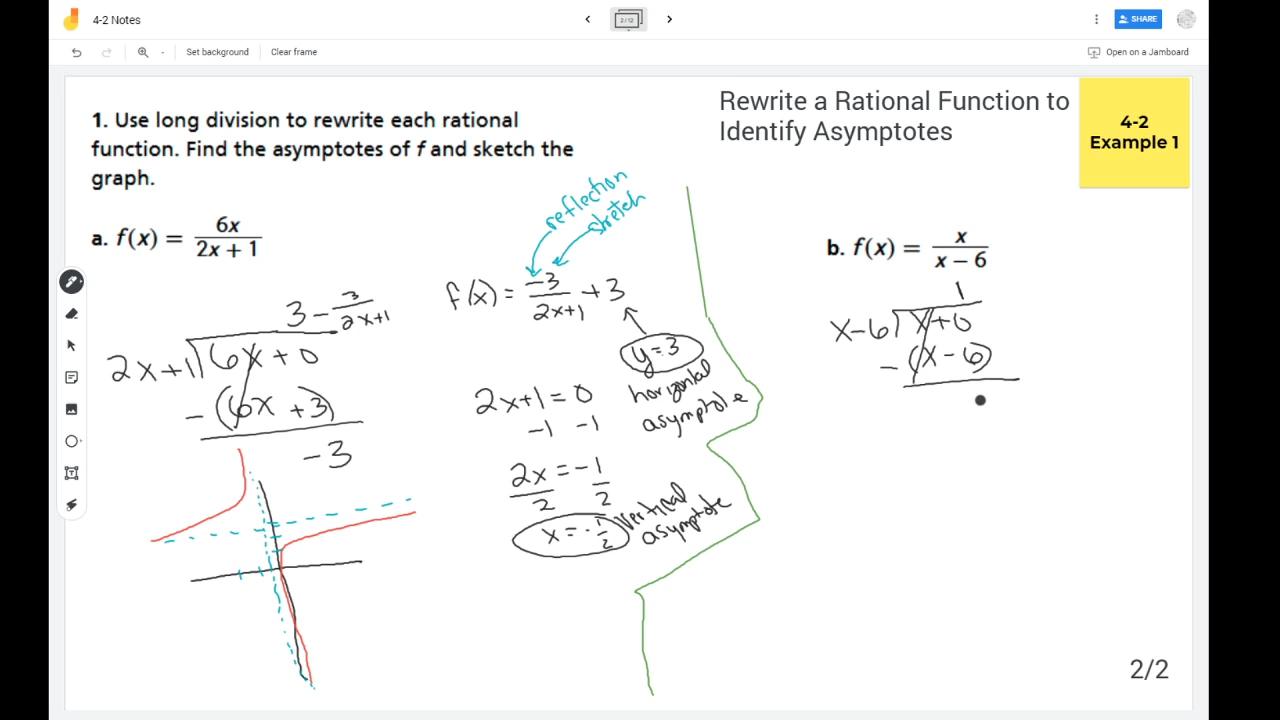 4-2 Notes
2/12
SHARE
Set background
Clear frame
Open on a Jamboard
1. Use long division to rewrite each rational
function. Find the asymptotes of f and sketch the
graph.
Rewrite a Rational Function to
Identify Asymptotes
4-2
Example 1
a. f(x) = 6x / 2x + 1
3 - 3/2x+1
2x+1 ) 6x + 0
- (6x + 3)
-3
reflection
stretch
f(x) = -3 / 2x+1 + 3
y=3
horizontal
asymptote
2x+1 = 0
-1 -1
2x = -1
2 2
x = -1/2
vertical
asymptote
b. f(x) = x / x - 6
1
x-6 ) x+0
- (x - 6)
2/2